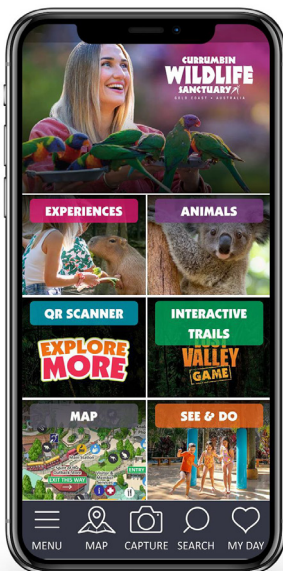 CURRUMBIN
WILDLIFE
SANCTUARY
GOLD COAST • AUSTRALIA
EXPERIENCES
ANIMALS
QR SCANNER
EXPLORE
MORE
INTERACTIVE
TRAILS
LOST
VALLEY
GAME
MAP
EXIT THIS WAY
ENTRY
SEE & DO
MENU
MAP
CAPTURE
SEARCH
MY DAY